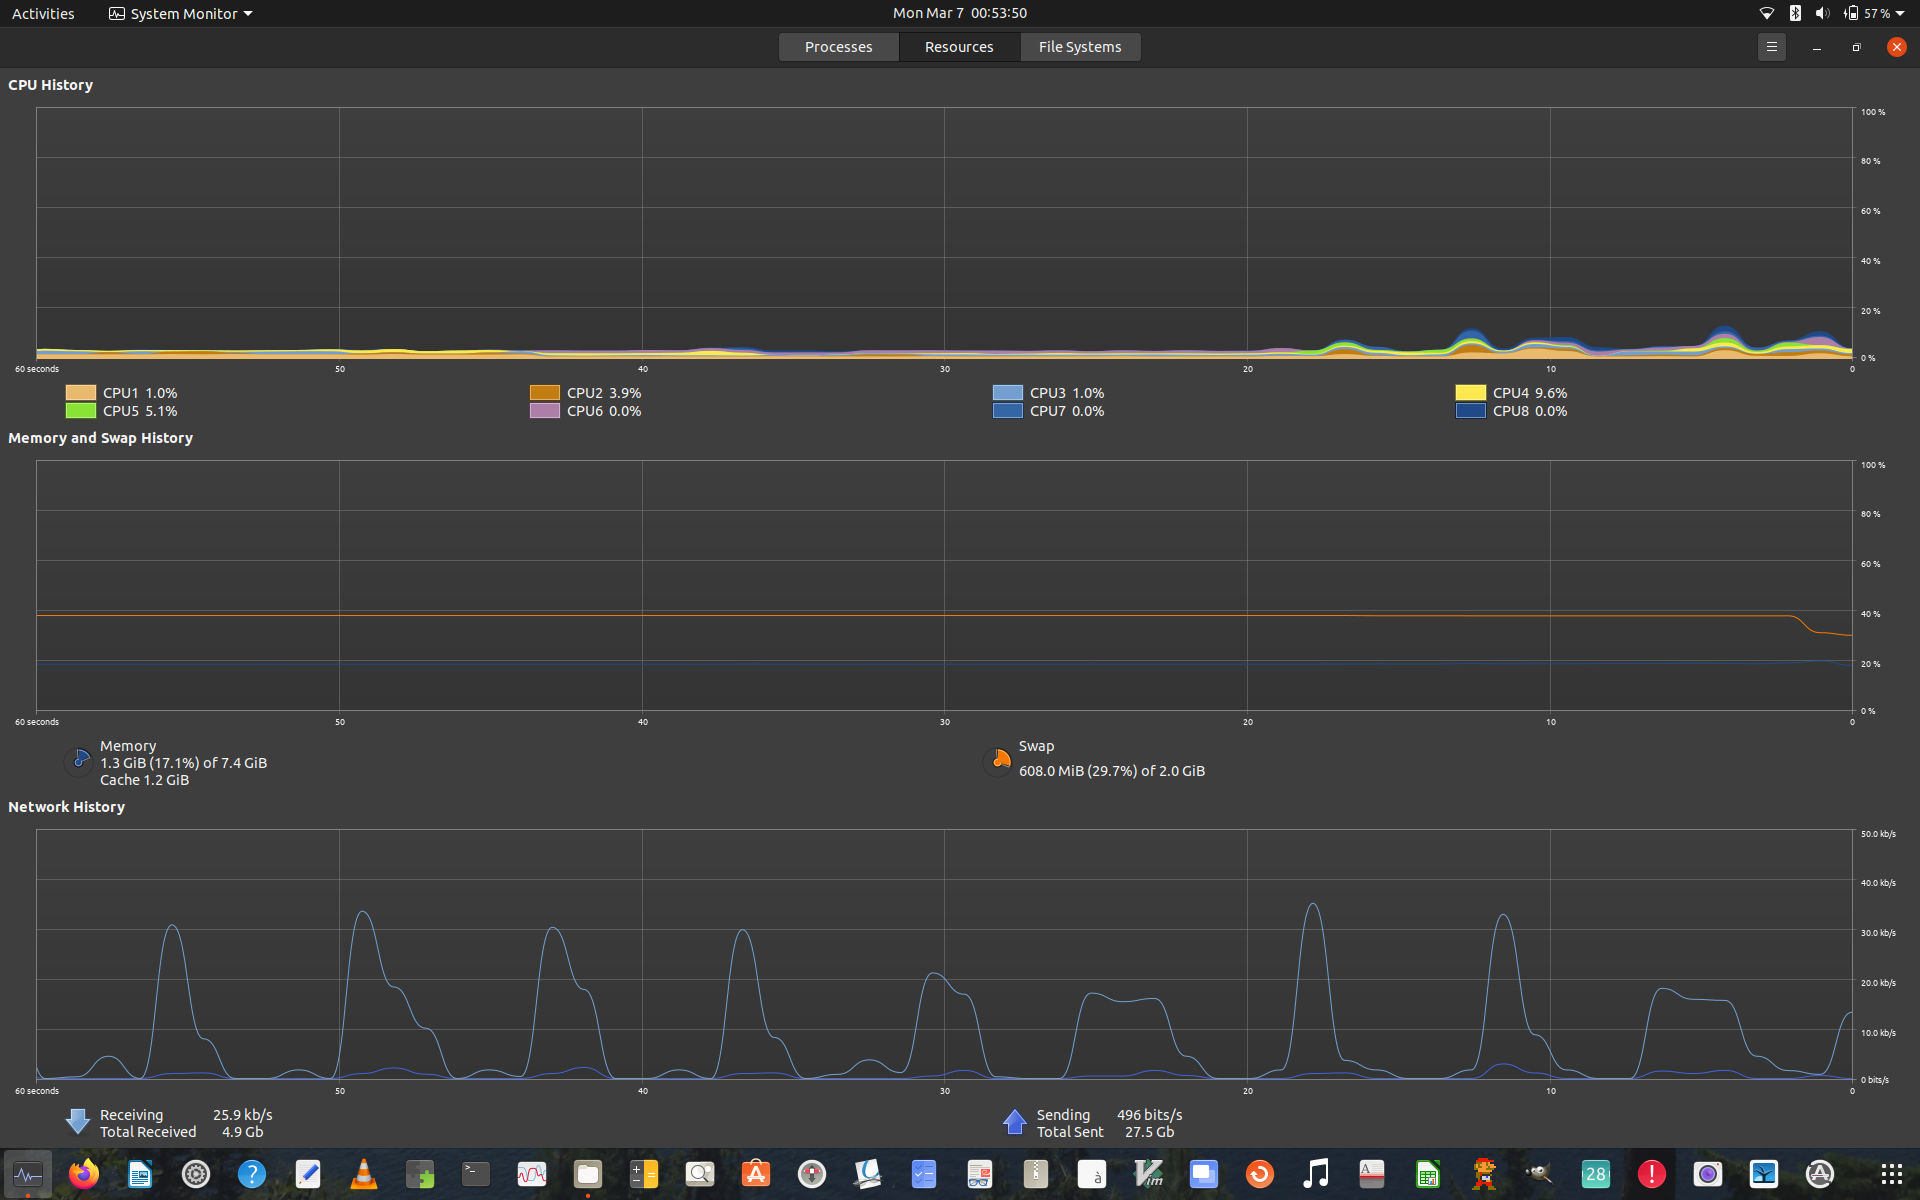 Activities System Monitor Mon Mar 7 00:53:50 57 %
Processes Resources File Systems
CPU History
100 %
80 %
60 %
40 %
20 %
0 %
60 seconds 50 40 30 20 10 0
CPU1 1.0% CPU2 3.9% CPU3 1.0% CPU4 9.6%
CPU5 5.1% CPU6 0.0% CPU7 0.0% CPU8 0.0%
Memory and Swap History
100 %
80 %
60 %
40 %
20 %
0 %
60 seconds 50 40 30 20 10 0
Memory
1.3 GiB (17.1%) of 7.4 GiB
Cache 1.2 GiB
Swap
608.0 MiB (29.7%) of 2.0 GiB
Network History
50.0 kb/s
40.0 kb/s
30.0 kb/s
20.0 kb/s
10.0 kb/s
0 bits/s
60 seconds 50 40 30 20 10 0
Receiving 25.9 kb/s Sending 496 bits/s
Total Received 4.9 Gb Total Sent 27.5 Gb
? >_ à Vim A 28 !